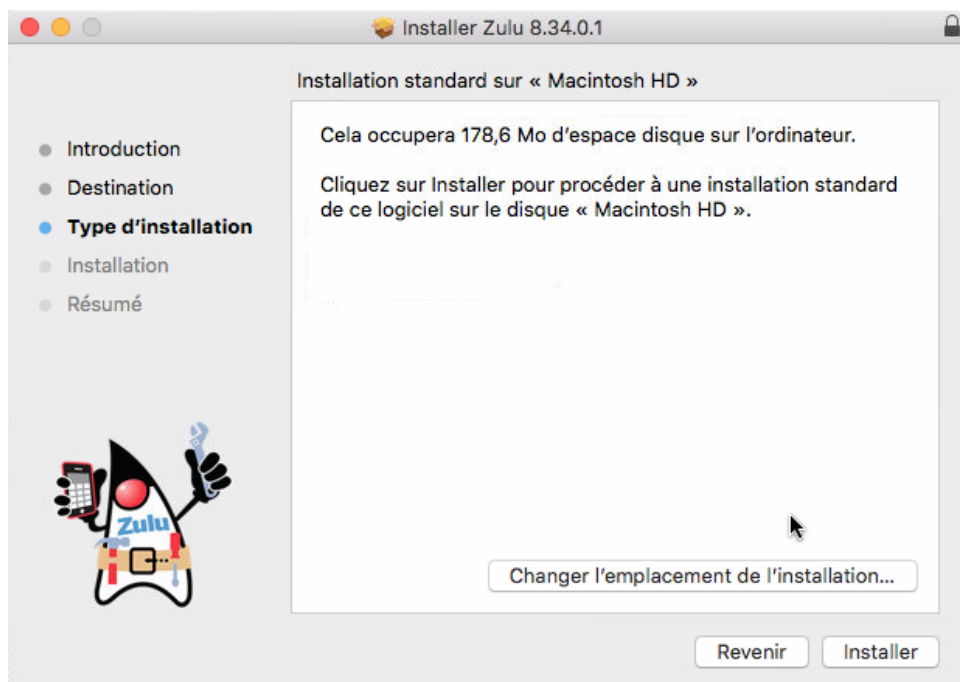 Installer Zulu 8.34.0.1
Installation standard sur « Macintosh HD »
Introduction
Destination
Type d'installation
Installation
Résumé
Cela occupera 178,6 Mo d'espace disque sur l'ordinateur.
Cliquez sur Installer pour procéder à une installation standard
de ce logiciel sur le disque « Macintosh HD ».
Zulu
Changer l'emplacement de l'installation...
Revenir
Installer